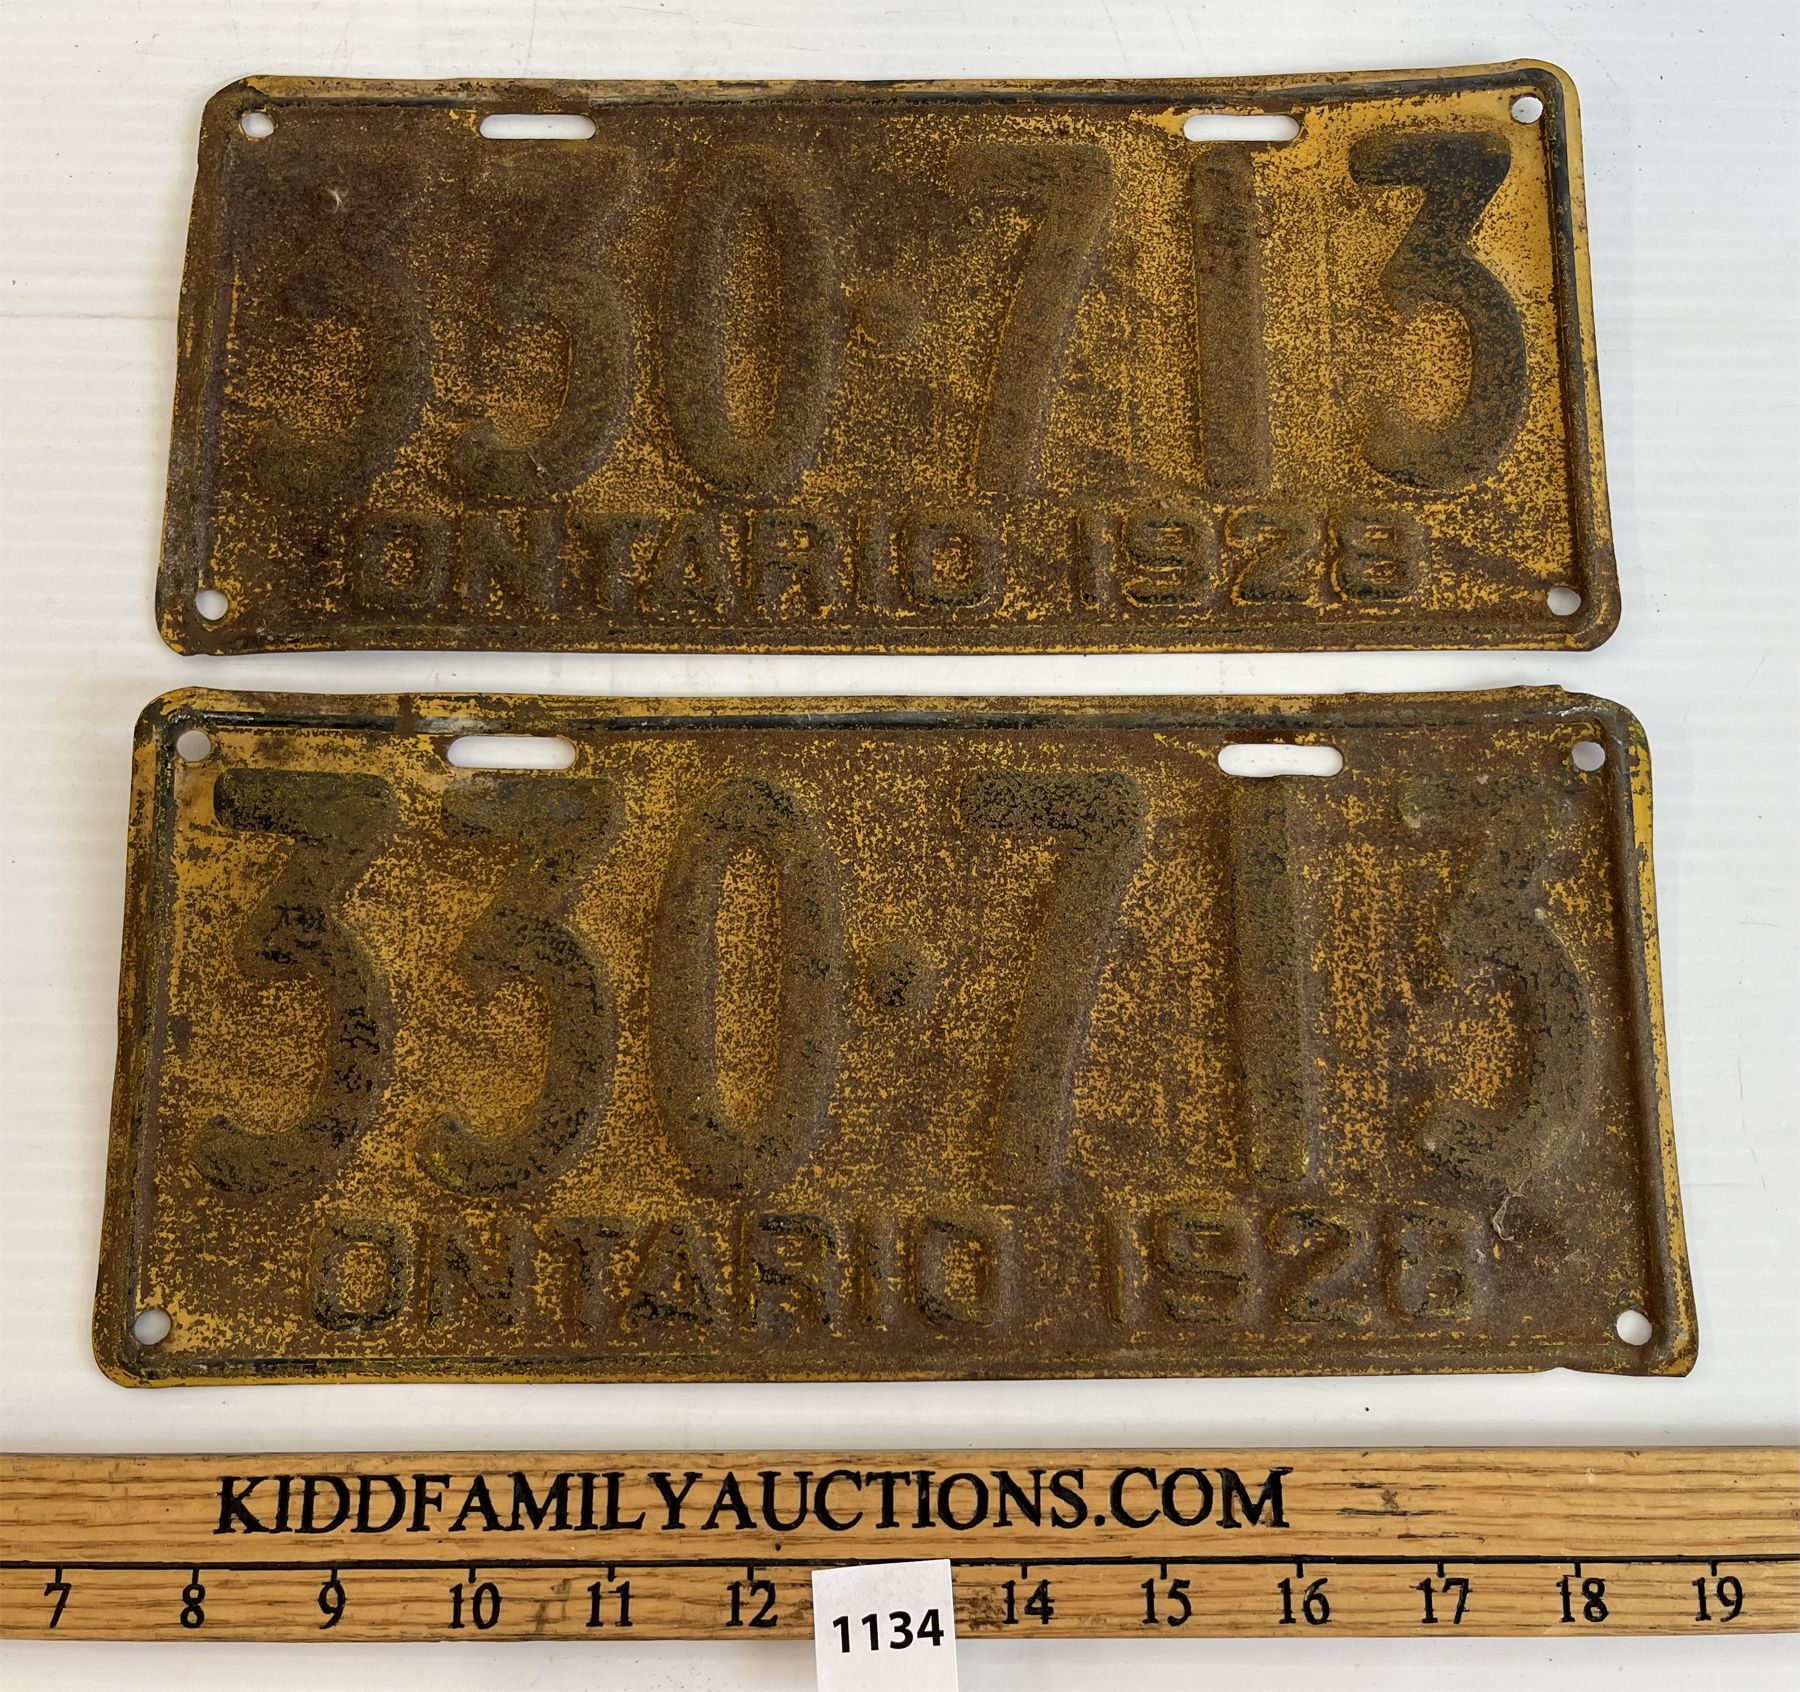 330·713
ONTARIO 1928
330·713
ONTARIO 1928
KIDDFAMILYAUCTIONS.COM
7 8 9 10 11 12 14 15 16 17 18 19
1134